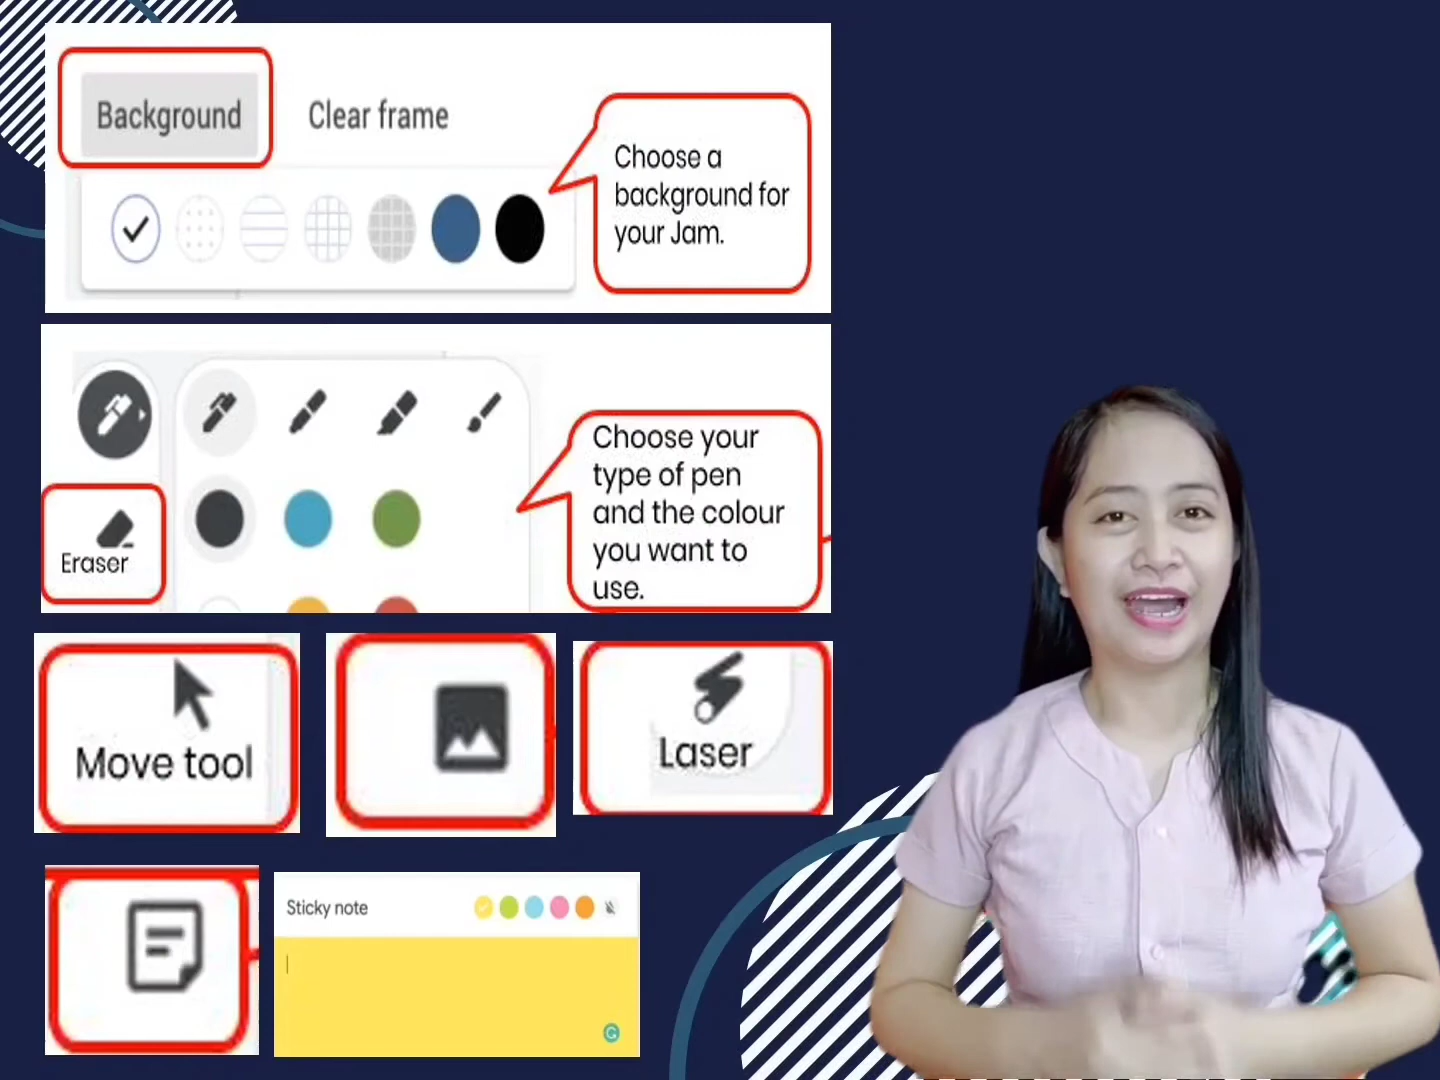 Background
Clear frame
Choose a
background for
your Jam.
Choose your
type of pen
and the colour
you want to
use.
Eraser
Move tool
Laser
Sticky note